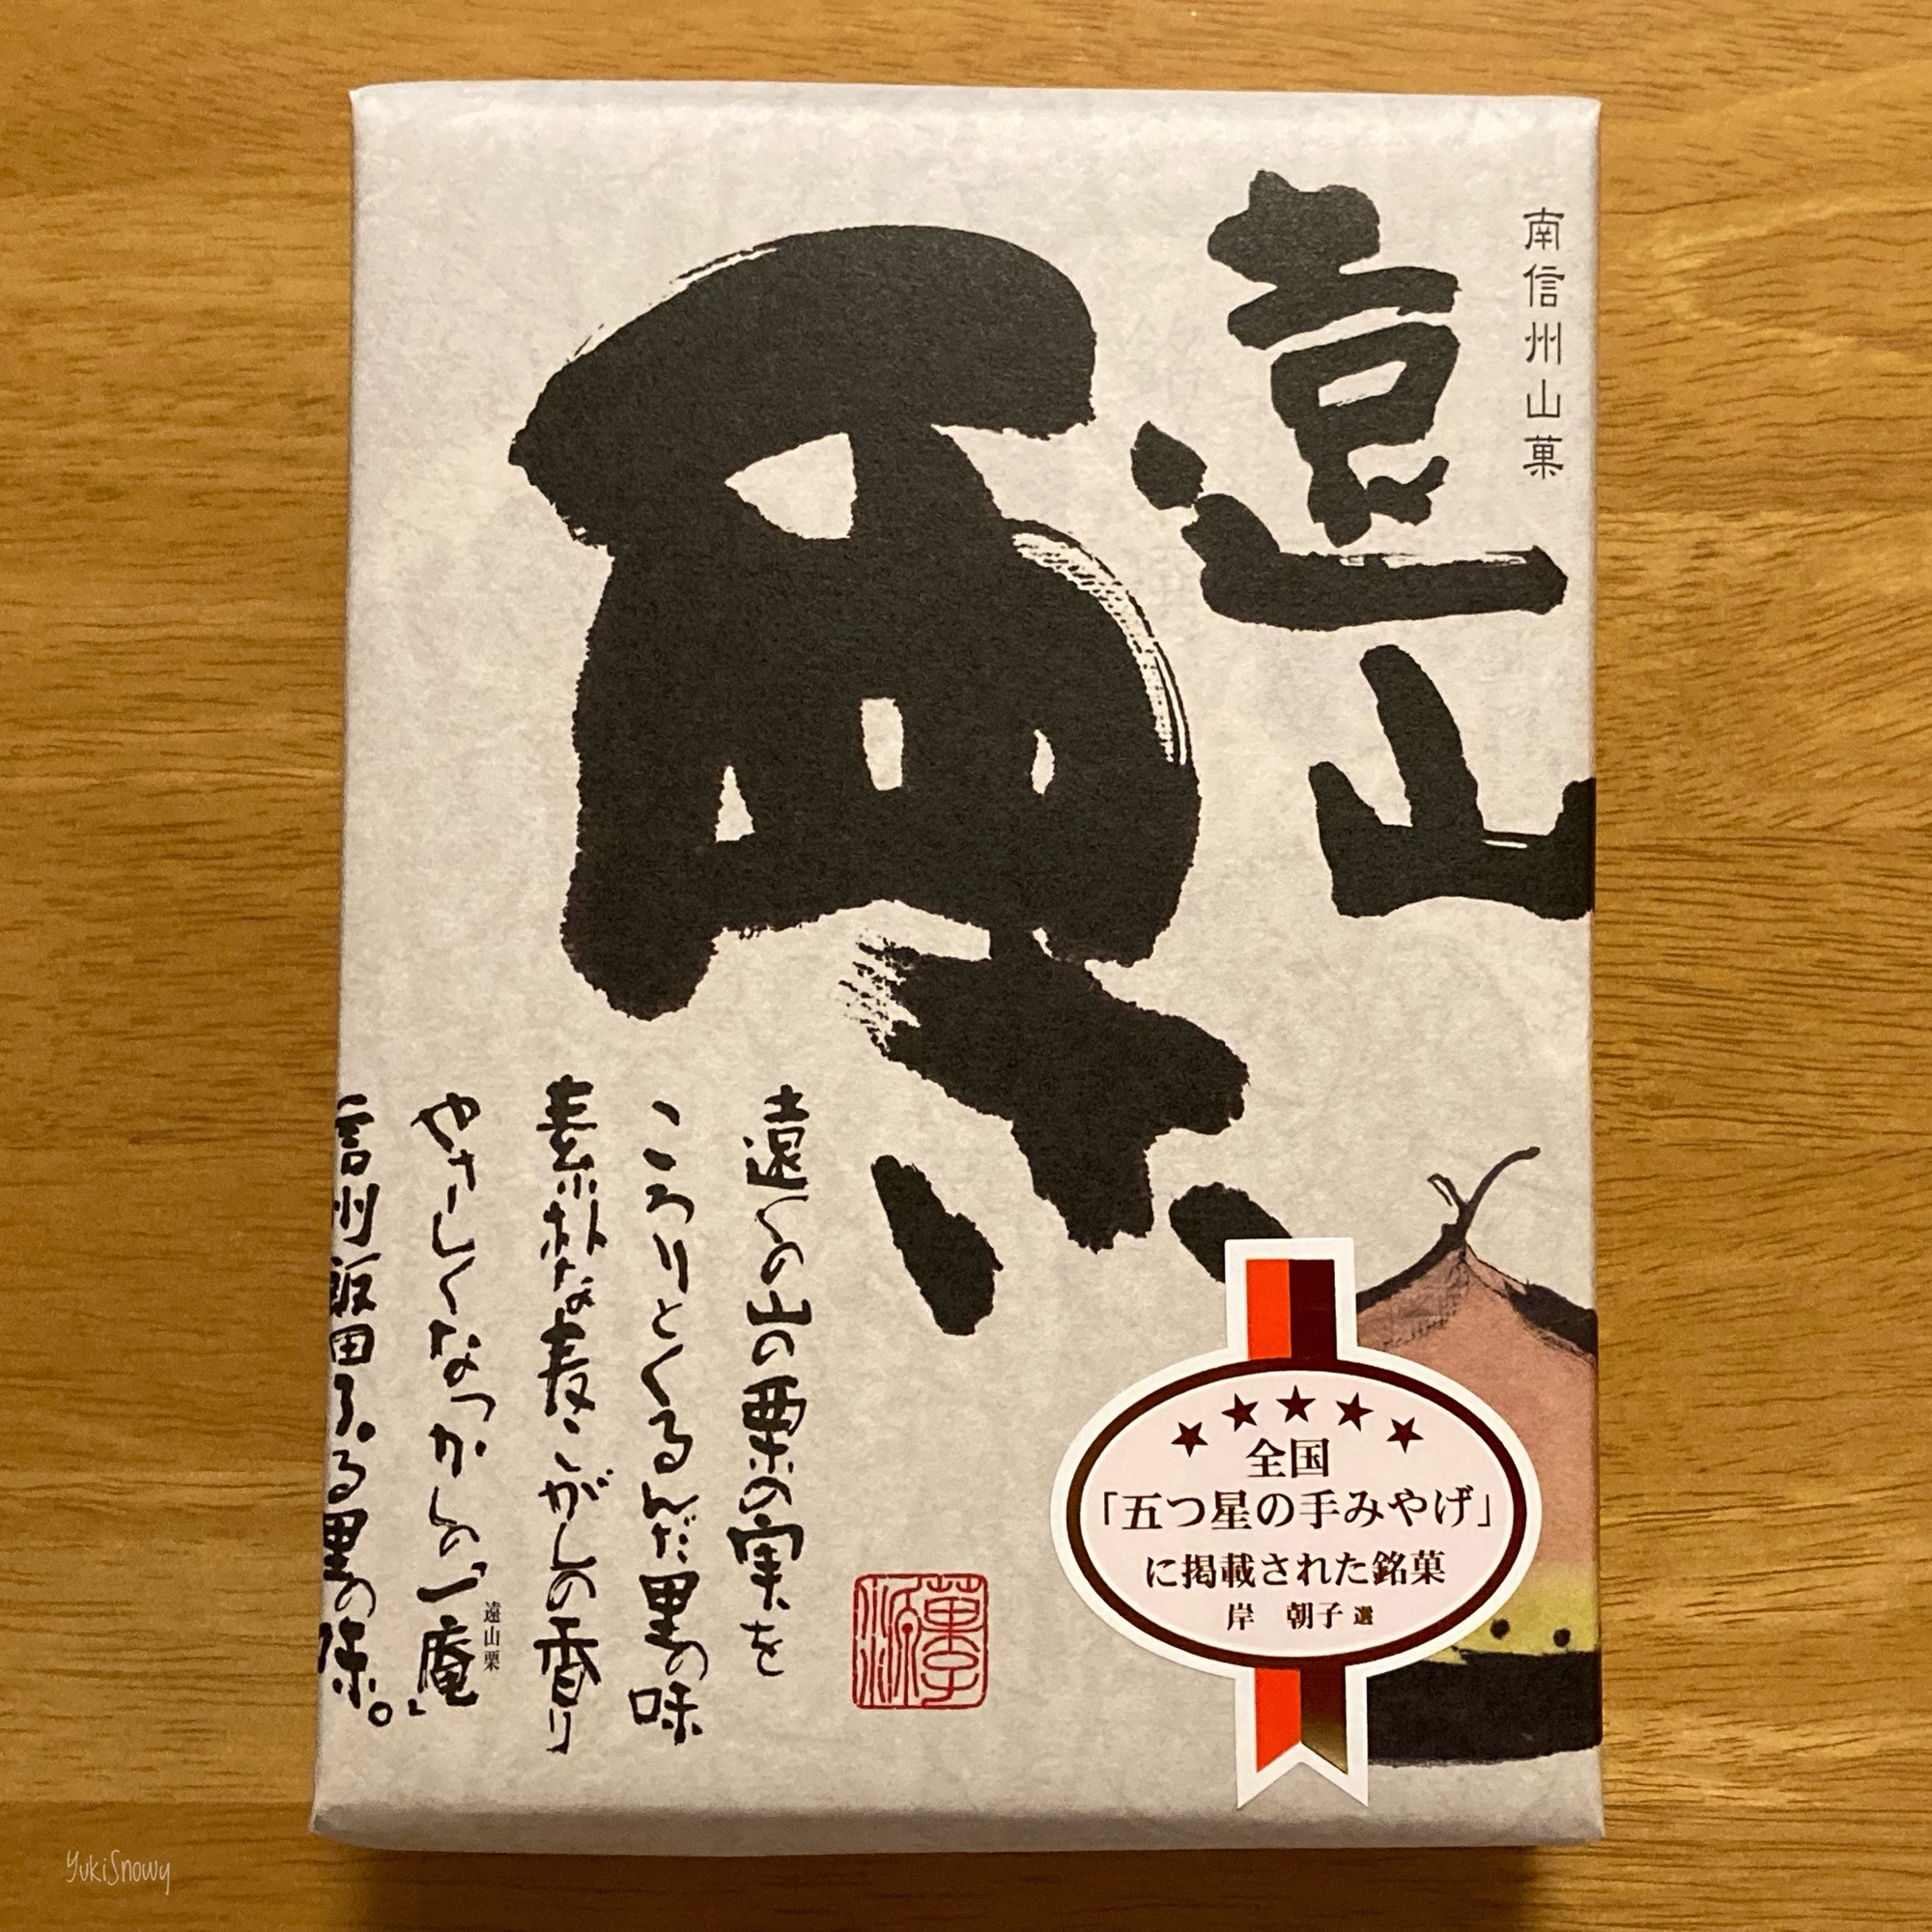 南信州山菓
遠山
栗
遠くの山の栗の実を
ころりとくるんだ里の味
素朴な麦こがしの香り
やさしくなつかしの一庵、
遠山栗
信州飯田子。る里の味。
菓子
全国
「五つ星の手みやげ」
に掲載された銘菓
岸 朝子 選
YukiSnowy